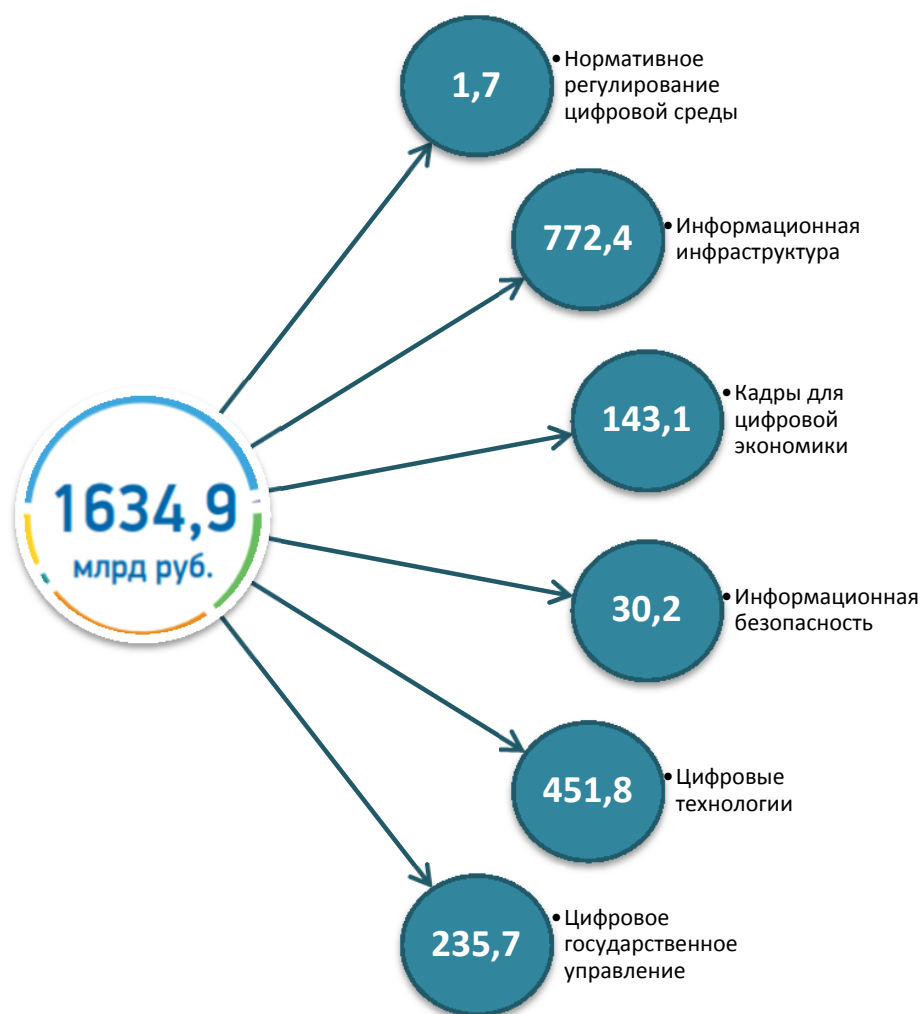 1,7
• Нормативное
регулирование
цифровой среды
772,4
• Информационная
инфраструктура
143,1
• Кадры для
цифровой
экономики
1634,9
млрд руб.
30,2
• Информационная
безопасность
451,8
• Цифровые
технологии
235,7
• Цифровое
государственное
управление